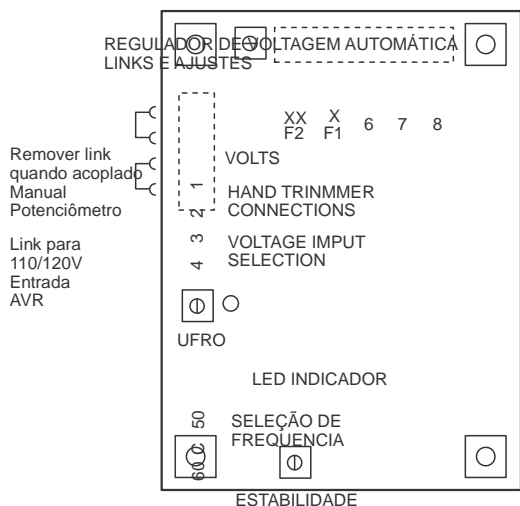 REGULADOR DE VOLTAGEM AUTOMÁTICA
LINKS E AJUSTES
XX X
F2 F1 6 7 8
Remover link
quando acoplado
Manual
Potenciômetro
Link para
110/120V
Entrada
AVR
VOLTS
1
HAND TRINMMER
CONNECTIONS
2
3
VOLTAGE IMPUT
SELECTION
4
UFRO
LED INDICADOR
50
SELEÇÃO DE
FREQUENCIA
C
60
ESTABILIDADE